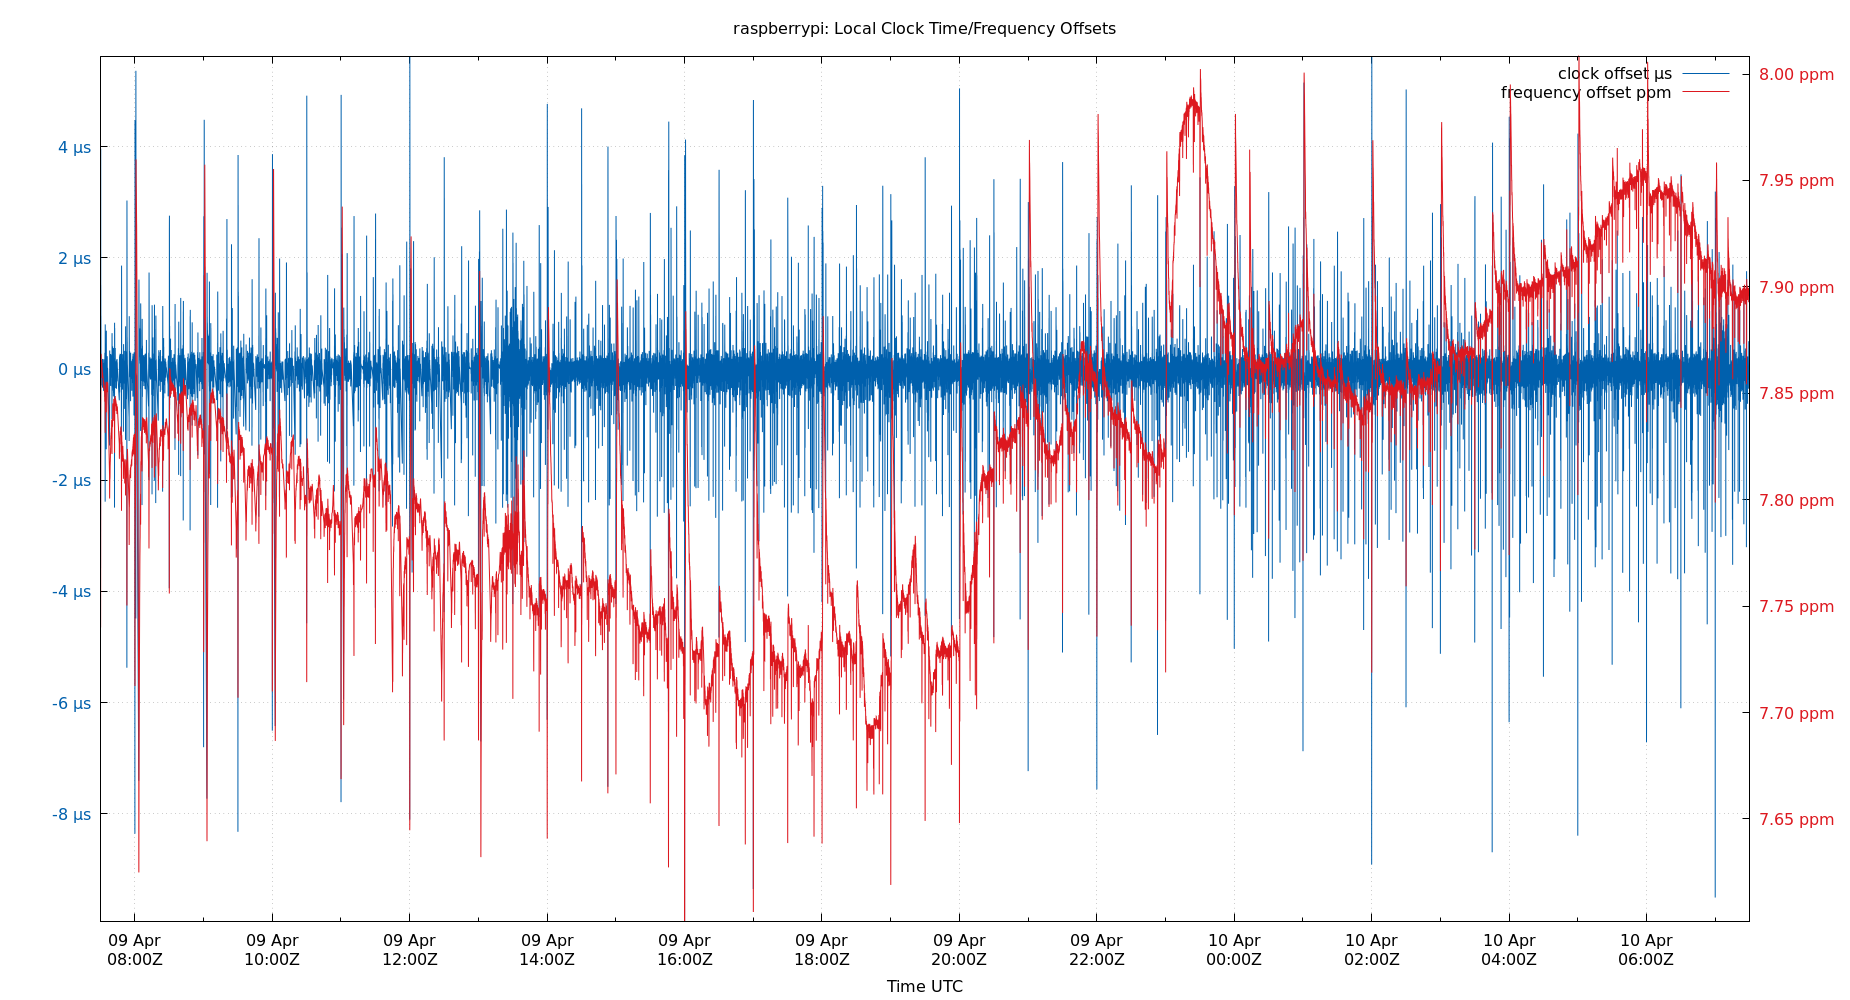 raspberrypi: Local Clock Time/Frequency Offsets
clock offset µs
frequency offset ppm
4 µs
2 µs
0 µs
-2 µs
-4 µs
-6 µs
-8 µs
8.00 ppm
7.95 ppm
7.90 ppm
7.85 ppm
7.80 ppm
7.75 ppm
7.70 ppm
7.65 ppm
09 Apr
08:00Z
09 Apr
10:00Z
09 Apr
12:00Z
09 Apr
14:00Z
09 Apr
16:00Z
09 Apr
18:00Z
09 Apr
20:00Z
09 Apr
22:00Z
10 Apr
00:00Z
10 Apr
02:00Z
10 Apr
04:00Z
10 Apr
06:00Z
Time UTC